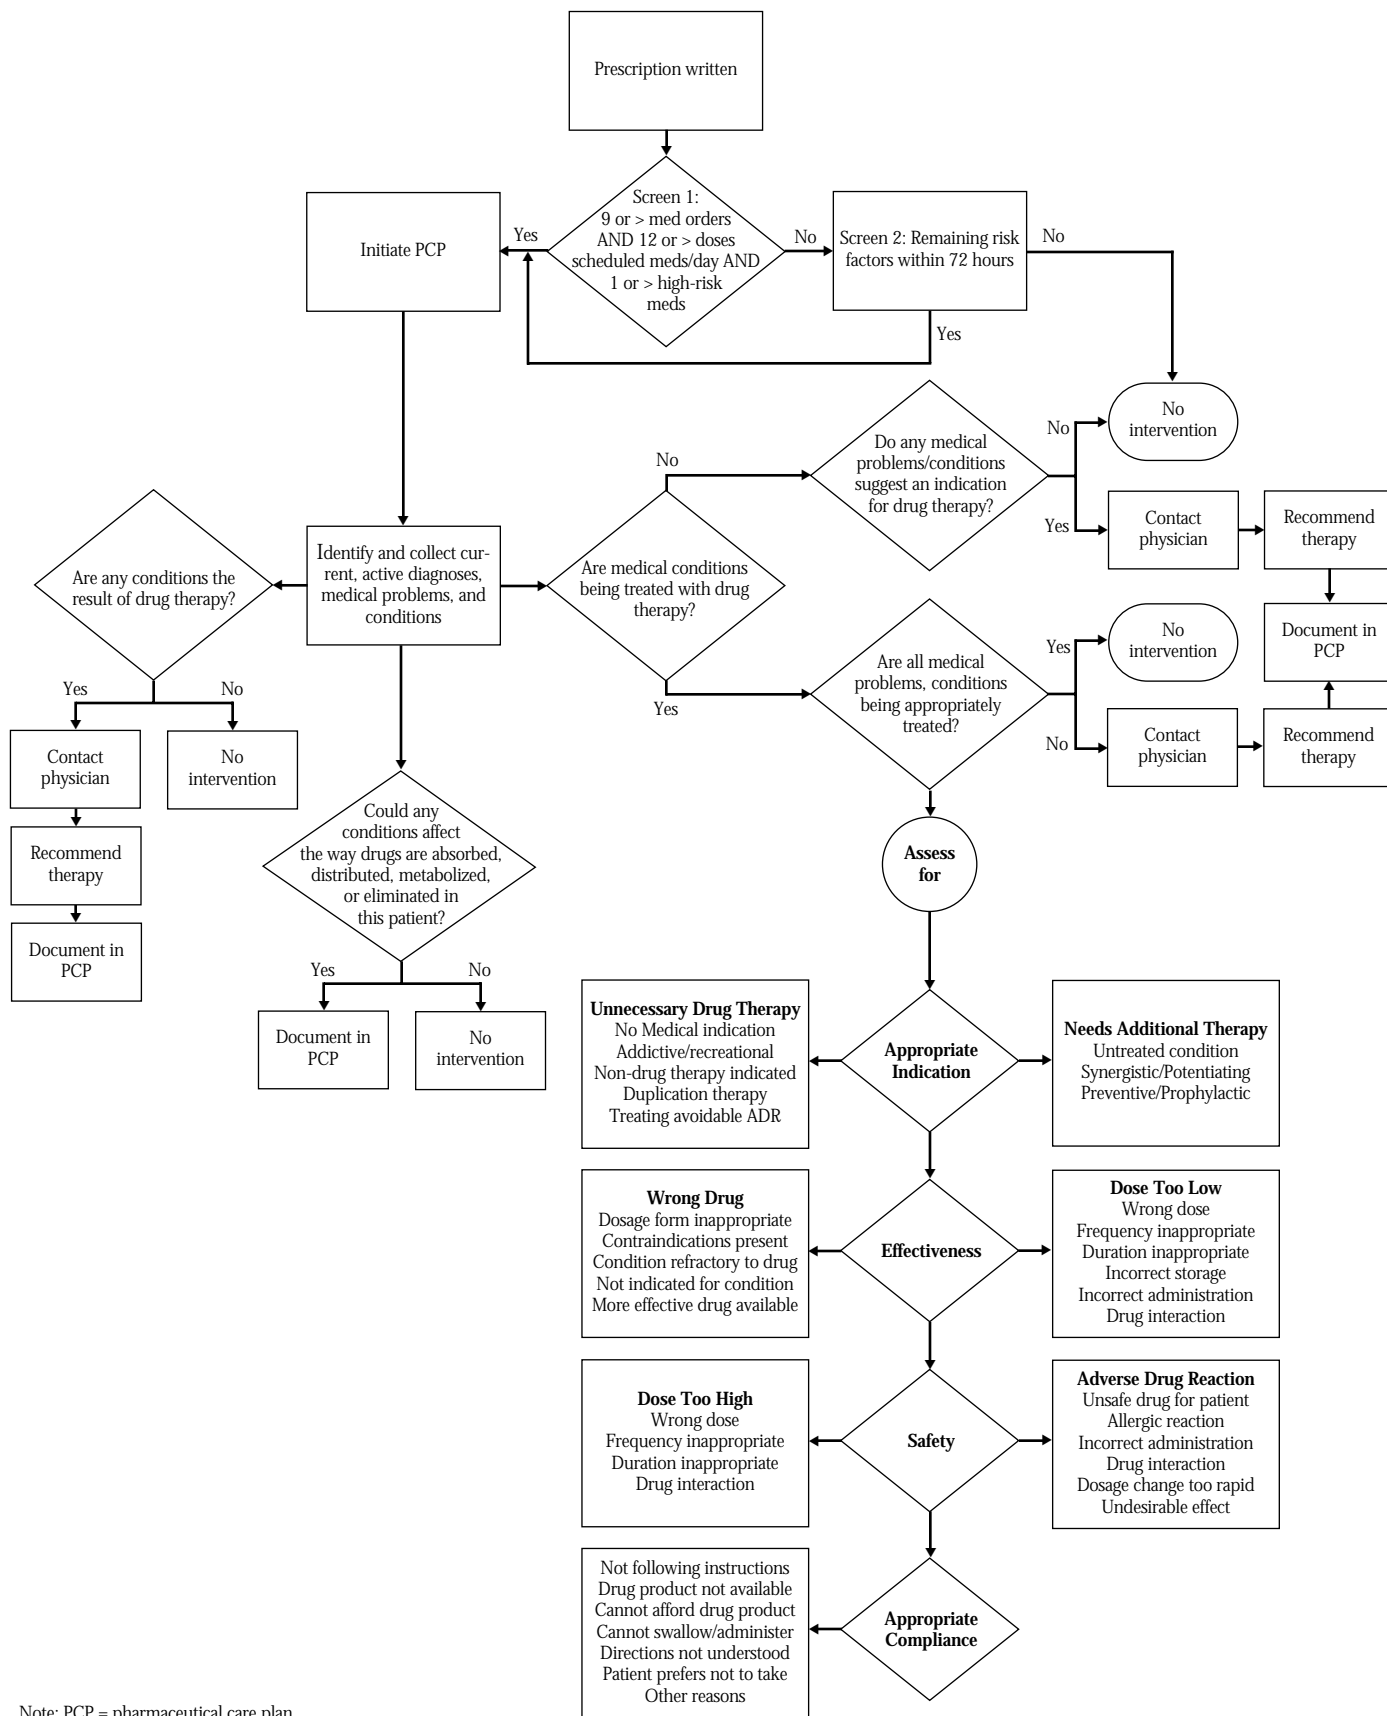 Prescription written
Screen 1:
9 or > med orders
AND 12 or > doses
scheduled meds/day AND
1 or > high-risk
meds
Yes
No
Initiate PCP
Screen 2: Remaining risk
factors within 72 hours
No
Yes
No
intervention
Do any medical
problems/conditions
suggest an indication
for drug therapy?
No
Yes
Contact
physician
Recommend
therapy
No
Are any conditions the
result of drug therapy?
Identify and collect cur-
rent, active diagnoses,
medical problems, and
conditions
Are medical conditions
being treated with drug
therapy?
Yes
No
intervention
Document in
PCP
Are all medical
problems, conditions
being appropriately
treated?
Yes
No
Contact
physician
Recommend
therapy
Yes
No
Contact
physician
No
intervention
Recommend
therapy
Document in
PCP
Could any
conditions affect
the way drugs are absorbed,
distributed, metabolized,
or eliminated in
this patient?
Yes
No
Document in
PCP
No
intervention
Assess
for
Unnecessary Drug Therapy
No Medical indication
Addictive/recreational
Non-drug therapy indicated
Duplication therapy
Treating avoidable ADR
Appropriate
Indication
Needs Additional Therapy
Untreated condition
Synergistic/Potentiating
Preventive/Prophylactic
Wrong Drug
Dosage form inappropriate
Contraindications present
Condition refractory to drug
Not indicated for condition
More effective drug available
Effectiveness
Dose Too Low
Wrong dose
Frequency inappropriate
Duration inappropriate
Incorrect storage
Incorrect administration
Drug interaction
Dose Too High
Wrong dose
Frequency inappropriate
Duration inappropriate
Drug interaction
Safety
Adverse Drug Reaction
Unsafe drug for patient
Allergic reaction
Incorrect administration
Drug interaction
Dosage change too rapid
Undesirable effect
Not following instructions
Drug product not available
Cannot afford drug product
Cannot swallow/administer
Directions not understood
Patient prefers not to take
Other reasons
Appropriate
Compliance
Note: PCP = pharmaceutical care plan